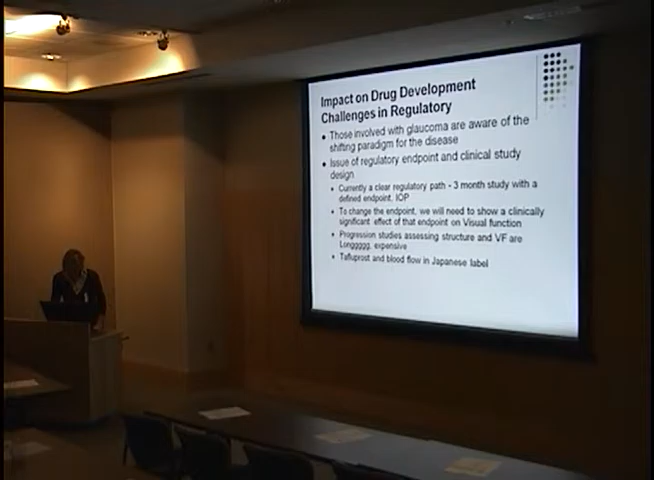 Impact on Drug Development
Challenges in Regulatory
• Those involved with glaucoma are aware of the
shifting paradigm for the disease
• Issue of regulatory endpoint and clinical study
design
• Currently a clear regulatory path - 3 month study with a
defined endpoint, IOP
• To change the endpoint, we will need to show a clinically
significant effect of that endpoint on Visual function
• Progression studies assessing structure and VF are
Longgggg, expensive
• Tafluprost and blood flow in Japanese label